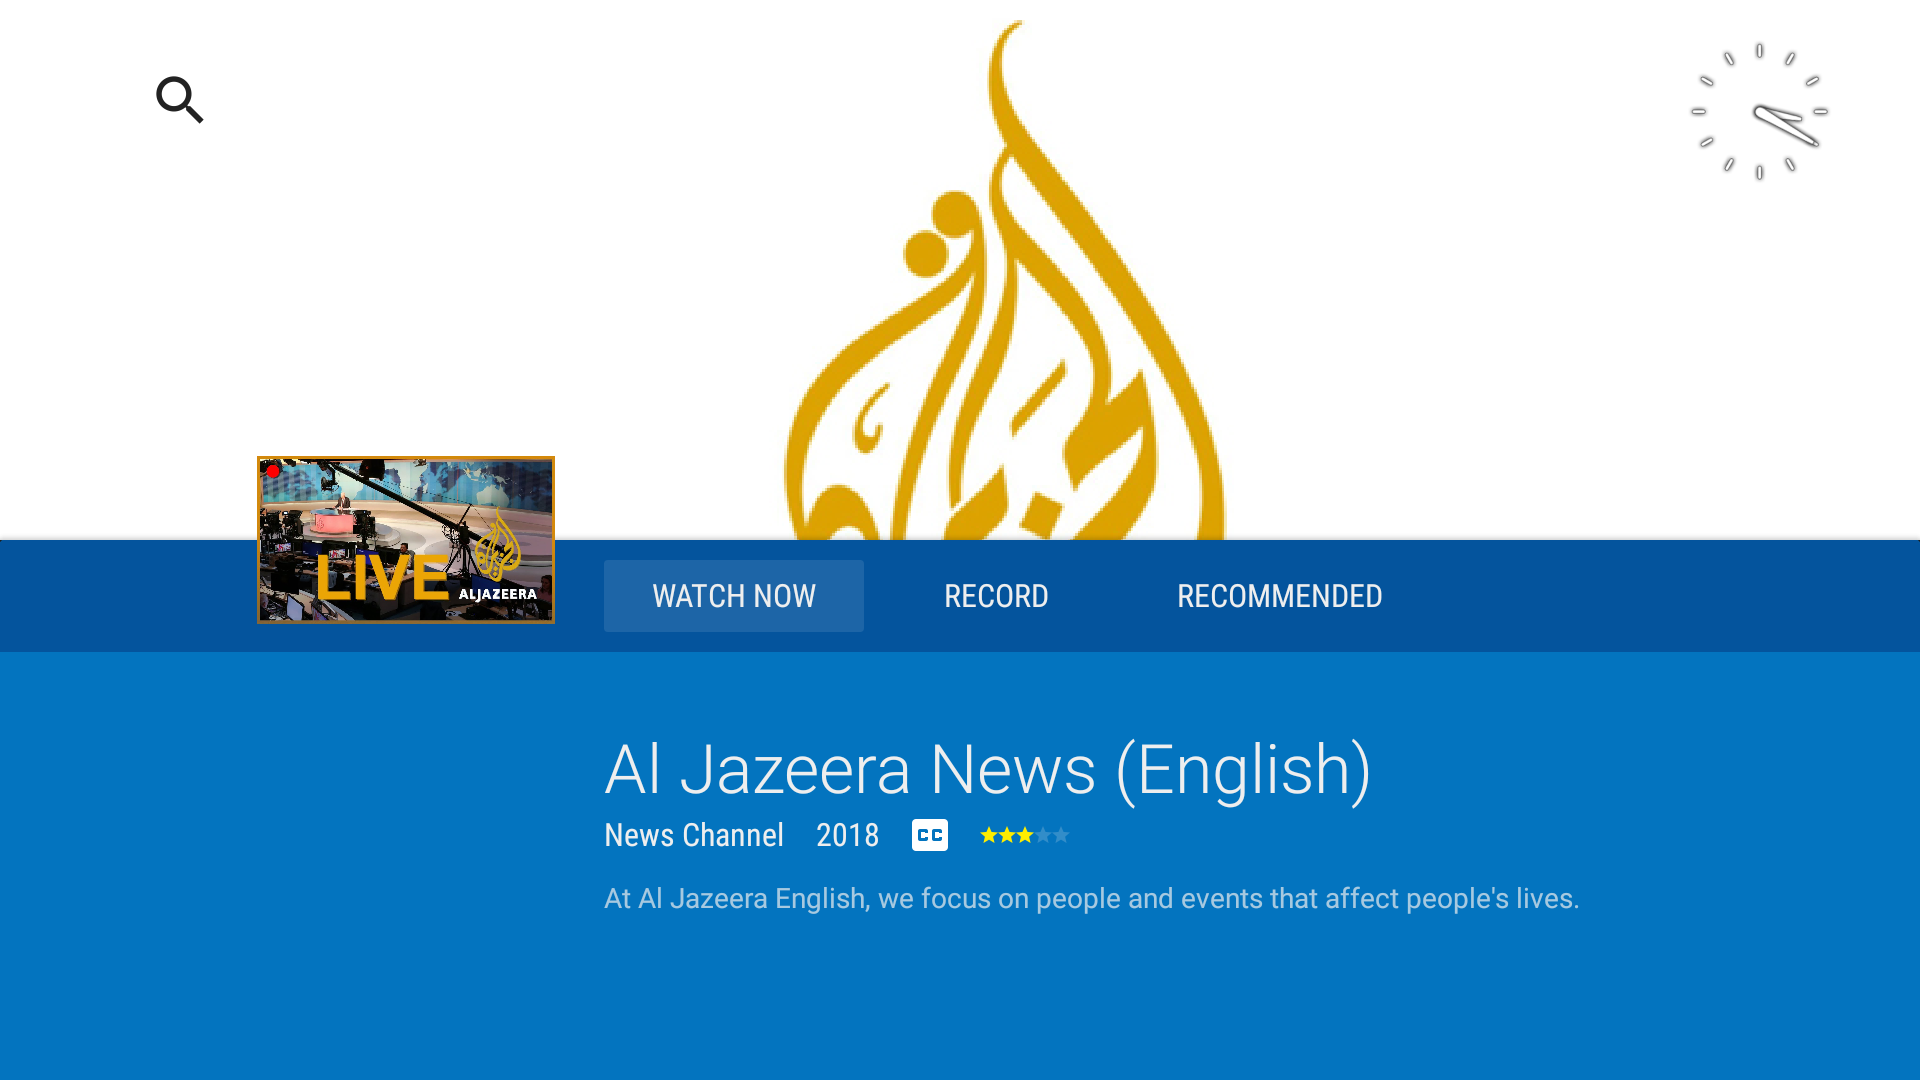 LIVE
ALJAZEERA
WATCH NOW
RECORD
RECOMMENDED
Al Jazeera News (English)
News Channel 2018 CC
At Al Jazeera English, we focus on people and events that affect people's lives.